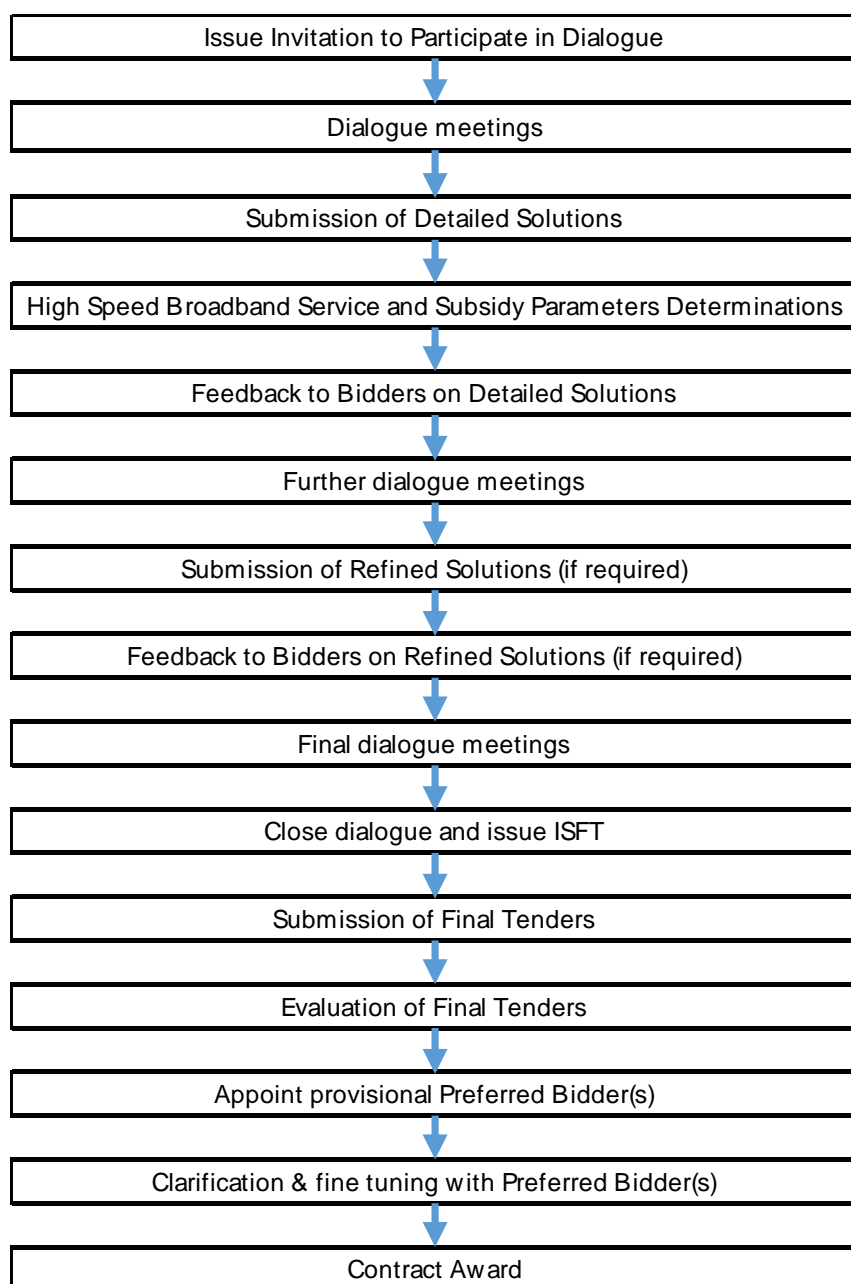 Issue Invitation to Participate in Dialogue
Dialogue meetings
Submission of Detailed Solutions
High Speed Broadband Service and Subsidy Parameters Determinations
Feedback to Bidders on Detailed Solutions
Further dialogue meetings
Submission of Refined Solutions (if required)
Feedback to Bidders on Refined Solutions (if required)
Final dialogue meetings
Close dialogue and issue ISFT
Submission of Final Tenders
Evaluation of Final Tenders
Appoint provisional Preferred Bidder(s)
Clarification & fine tuning with Preferred Bidder(s)
Contract Award